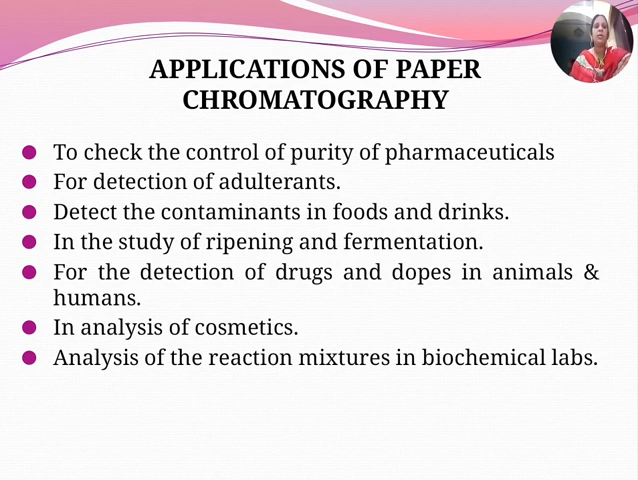 APPLICATIONS OF PAPER
CHROMATOGRAPHY
To check the control of purity of pharmaceuticals
For detection of adulterants.
Detect the contaminants in foods and drinks.
In the study of ripening and fermentation.
For the detection of drugs and dopes in animals &
humans.
In analysis of cosmetics.
Analysis of the reaction mixtures in biochemical labs.